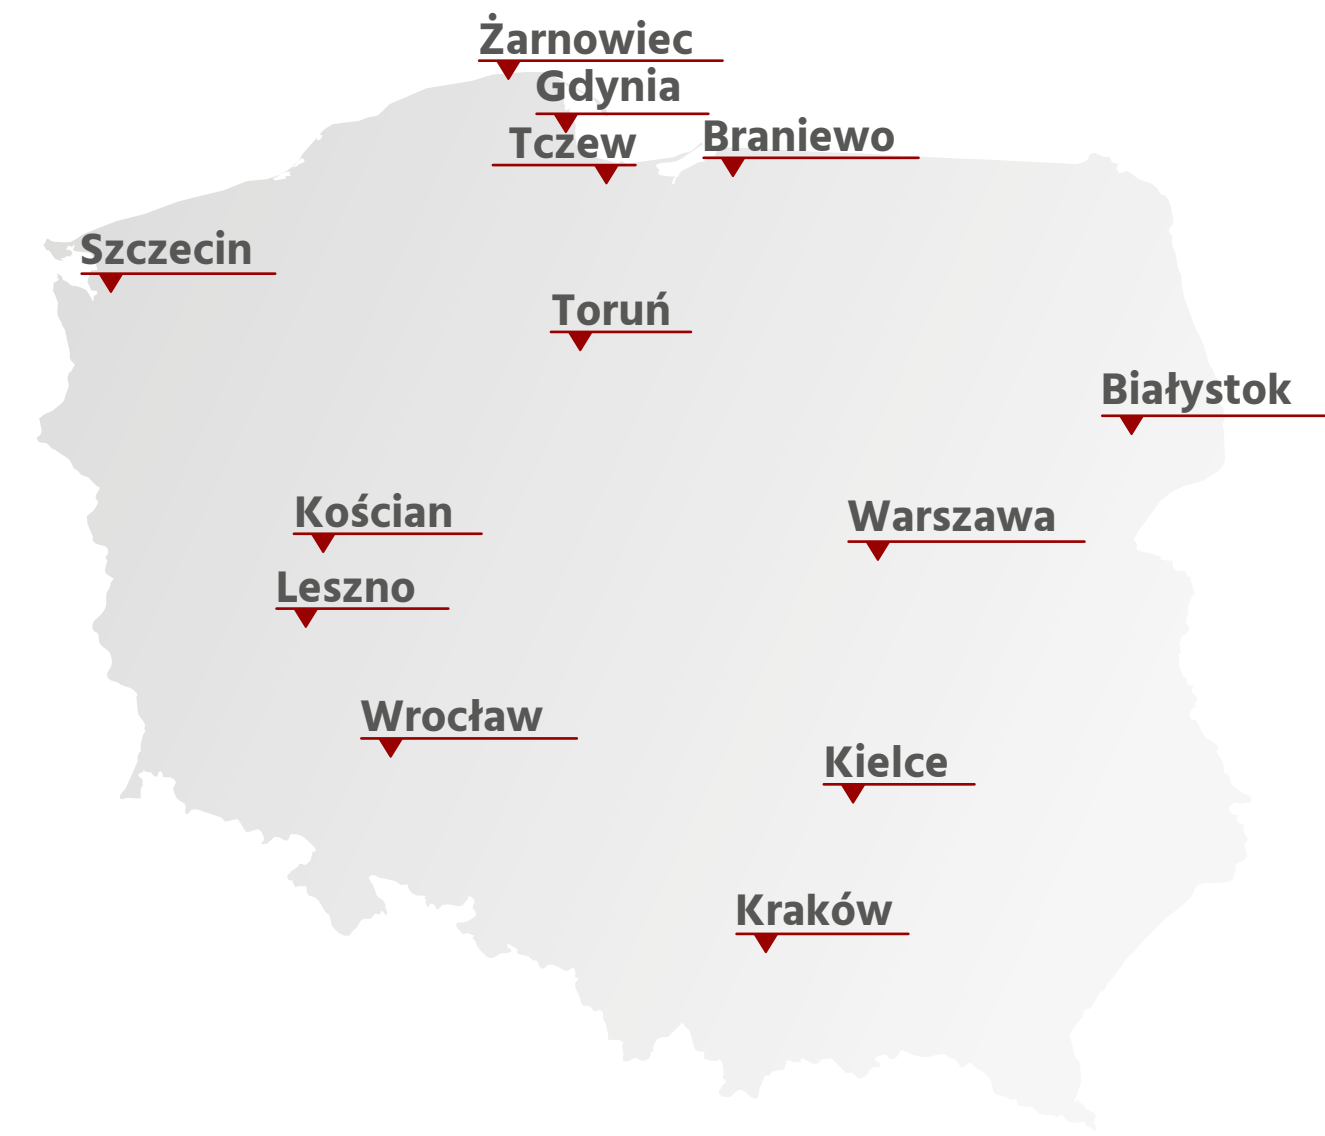 Żarnowiec
Gdynia
Tczew
Braniewo
Szczecin
Toruń
Białystok
Kościan
Warszawa
Leszno
Wrocław
Kielce
Kraków